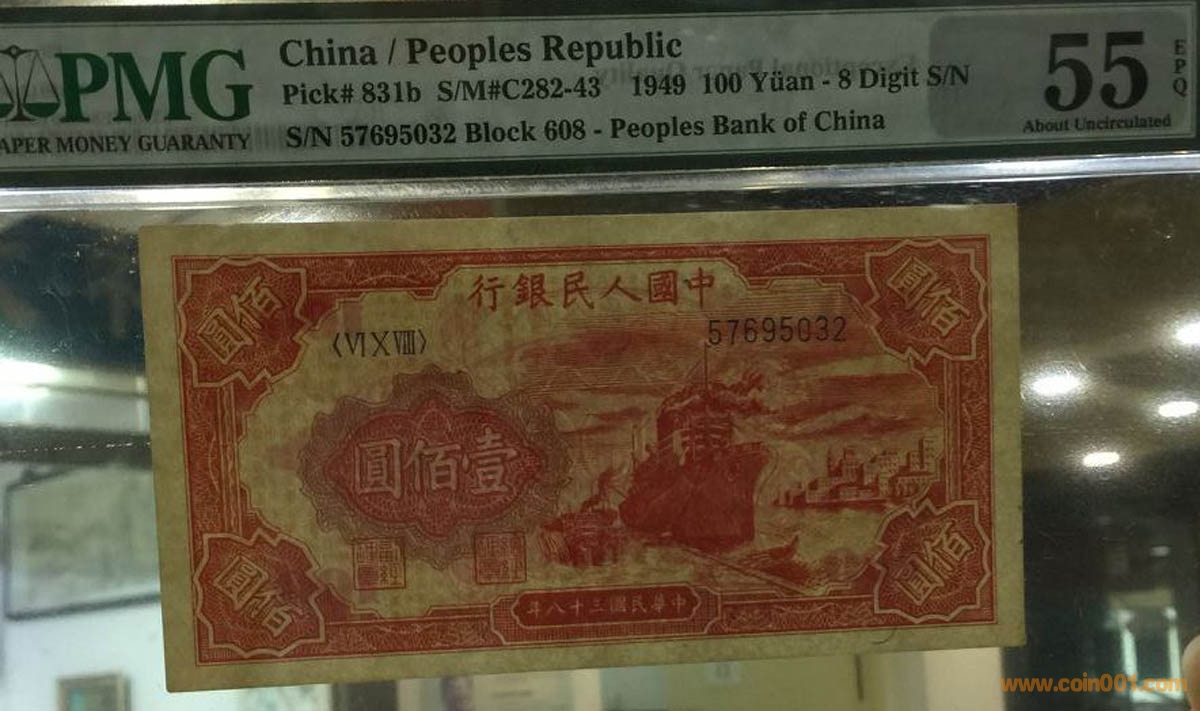 PMG
PAPER MONEY GUARANTY
China / Peoples Republic
Pick# 831b S/M#C282-43 1949 100 Yüan - 8 Digit S/N
S/N 57695032 Block 608 - Peoples Bank of China
55
EPQ
About Uncirculated
行銀民人國中
圓佰
圓佰
〈VI X VIII〉
57695032
圓佰壹
圓佰
圓佰
年八十三國民華中
www.coin001.com